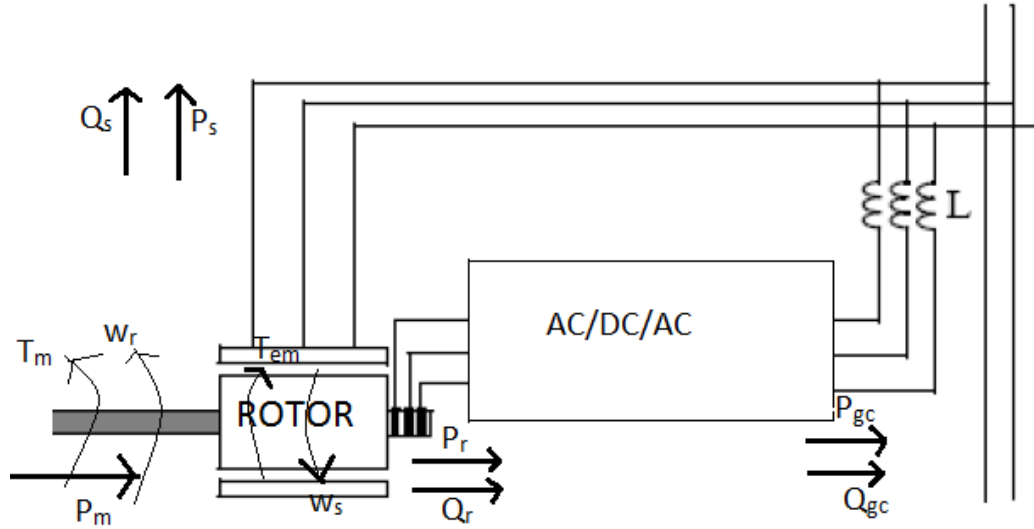 Qs
Ps
L
AC/DC/AC
Tm
wr
Tem
ROTOR
Pm
ws
Pr
Qr
Pgc
Qgc